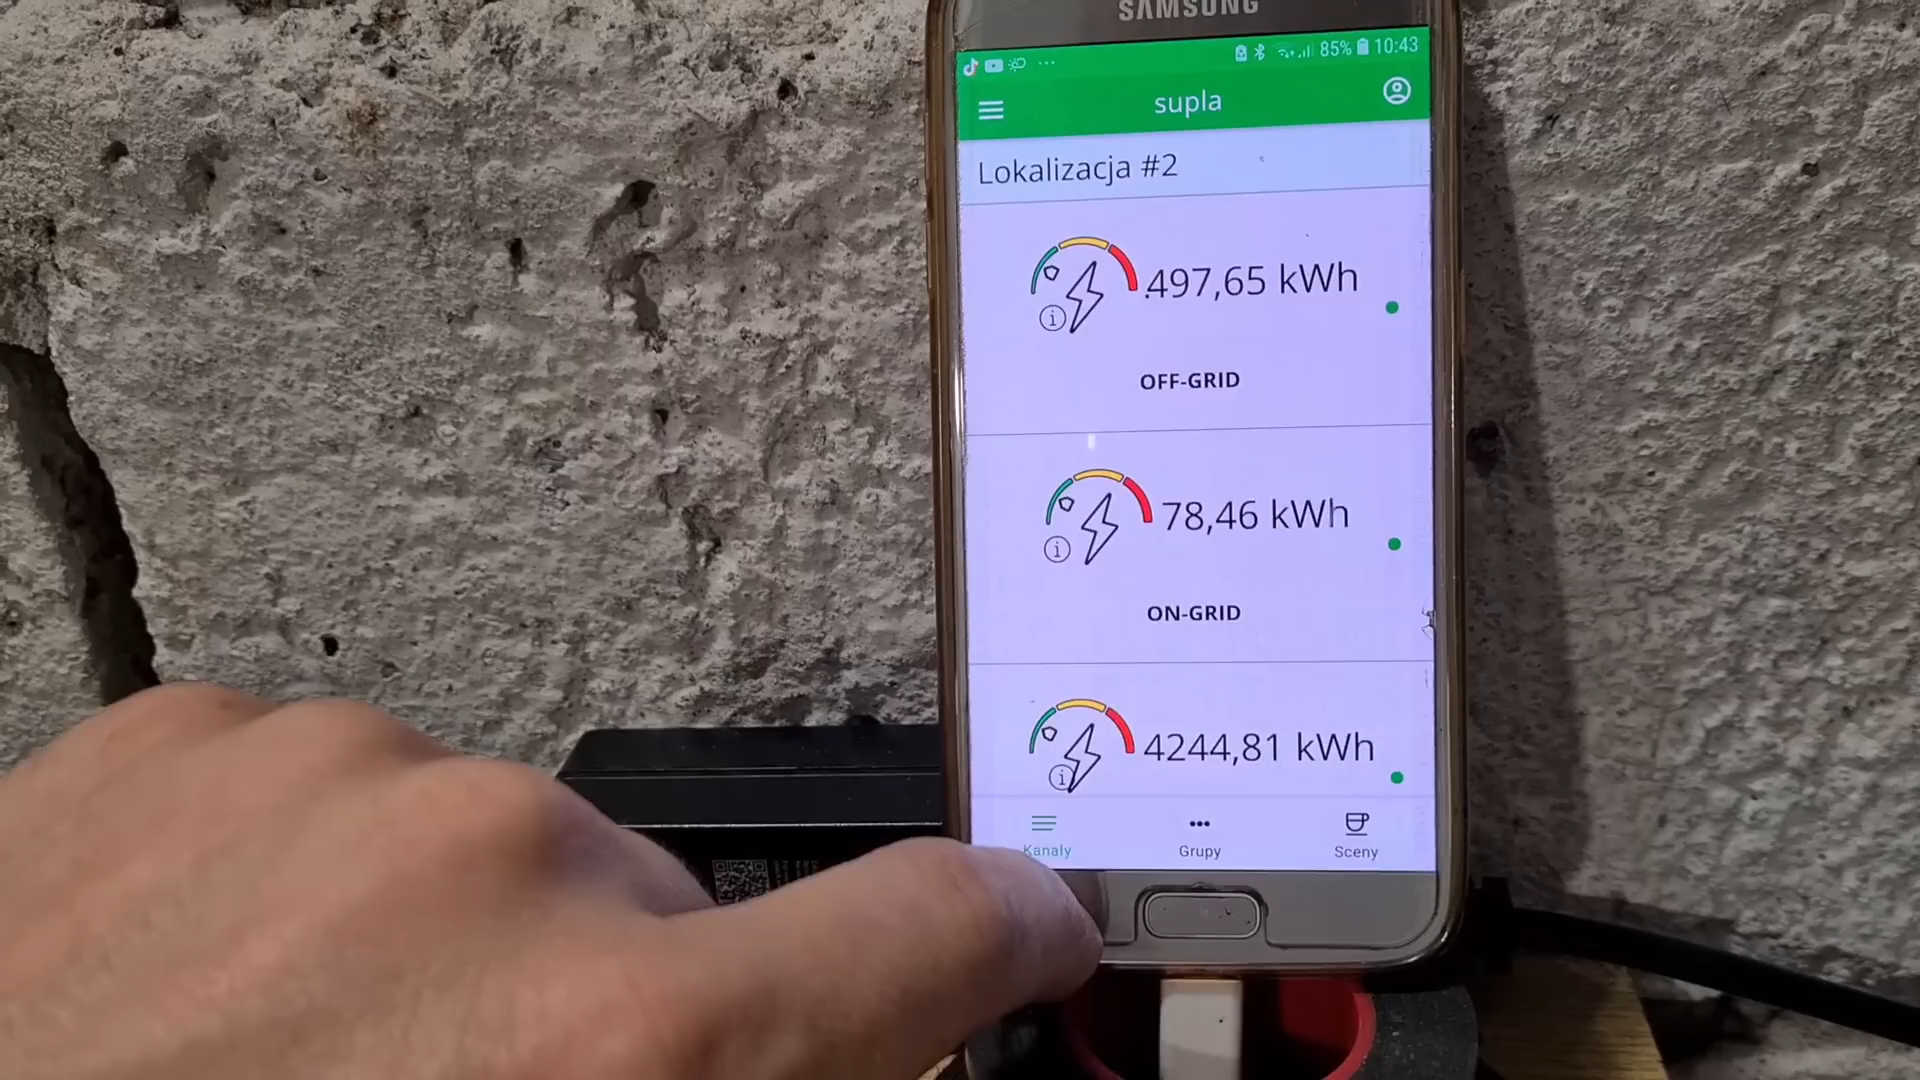 SAMSUNG
85% 10:43
supla
Lokalizacja #2
.497,65 kWh
OFF-GRID
78,46 kWh
ON-GRID
4244,81 kWh
Kanały
Grupy
Sceny